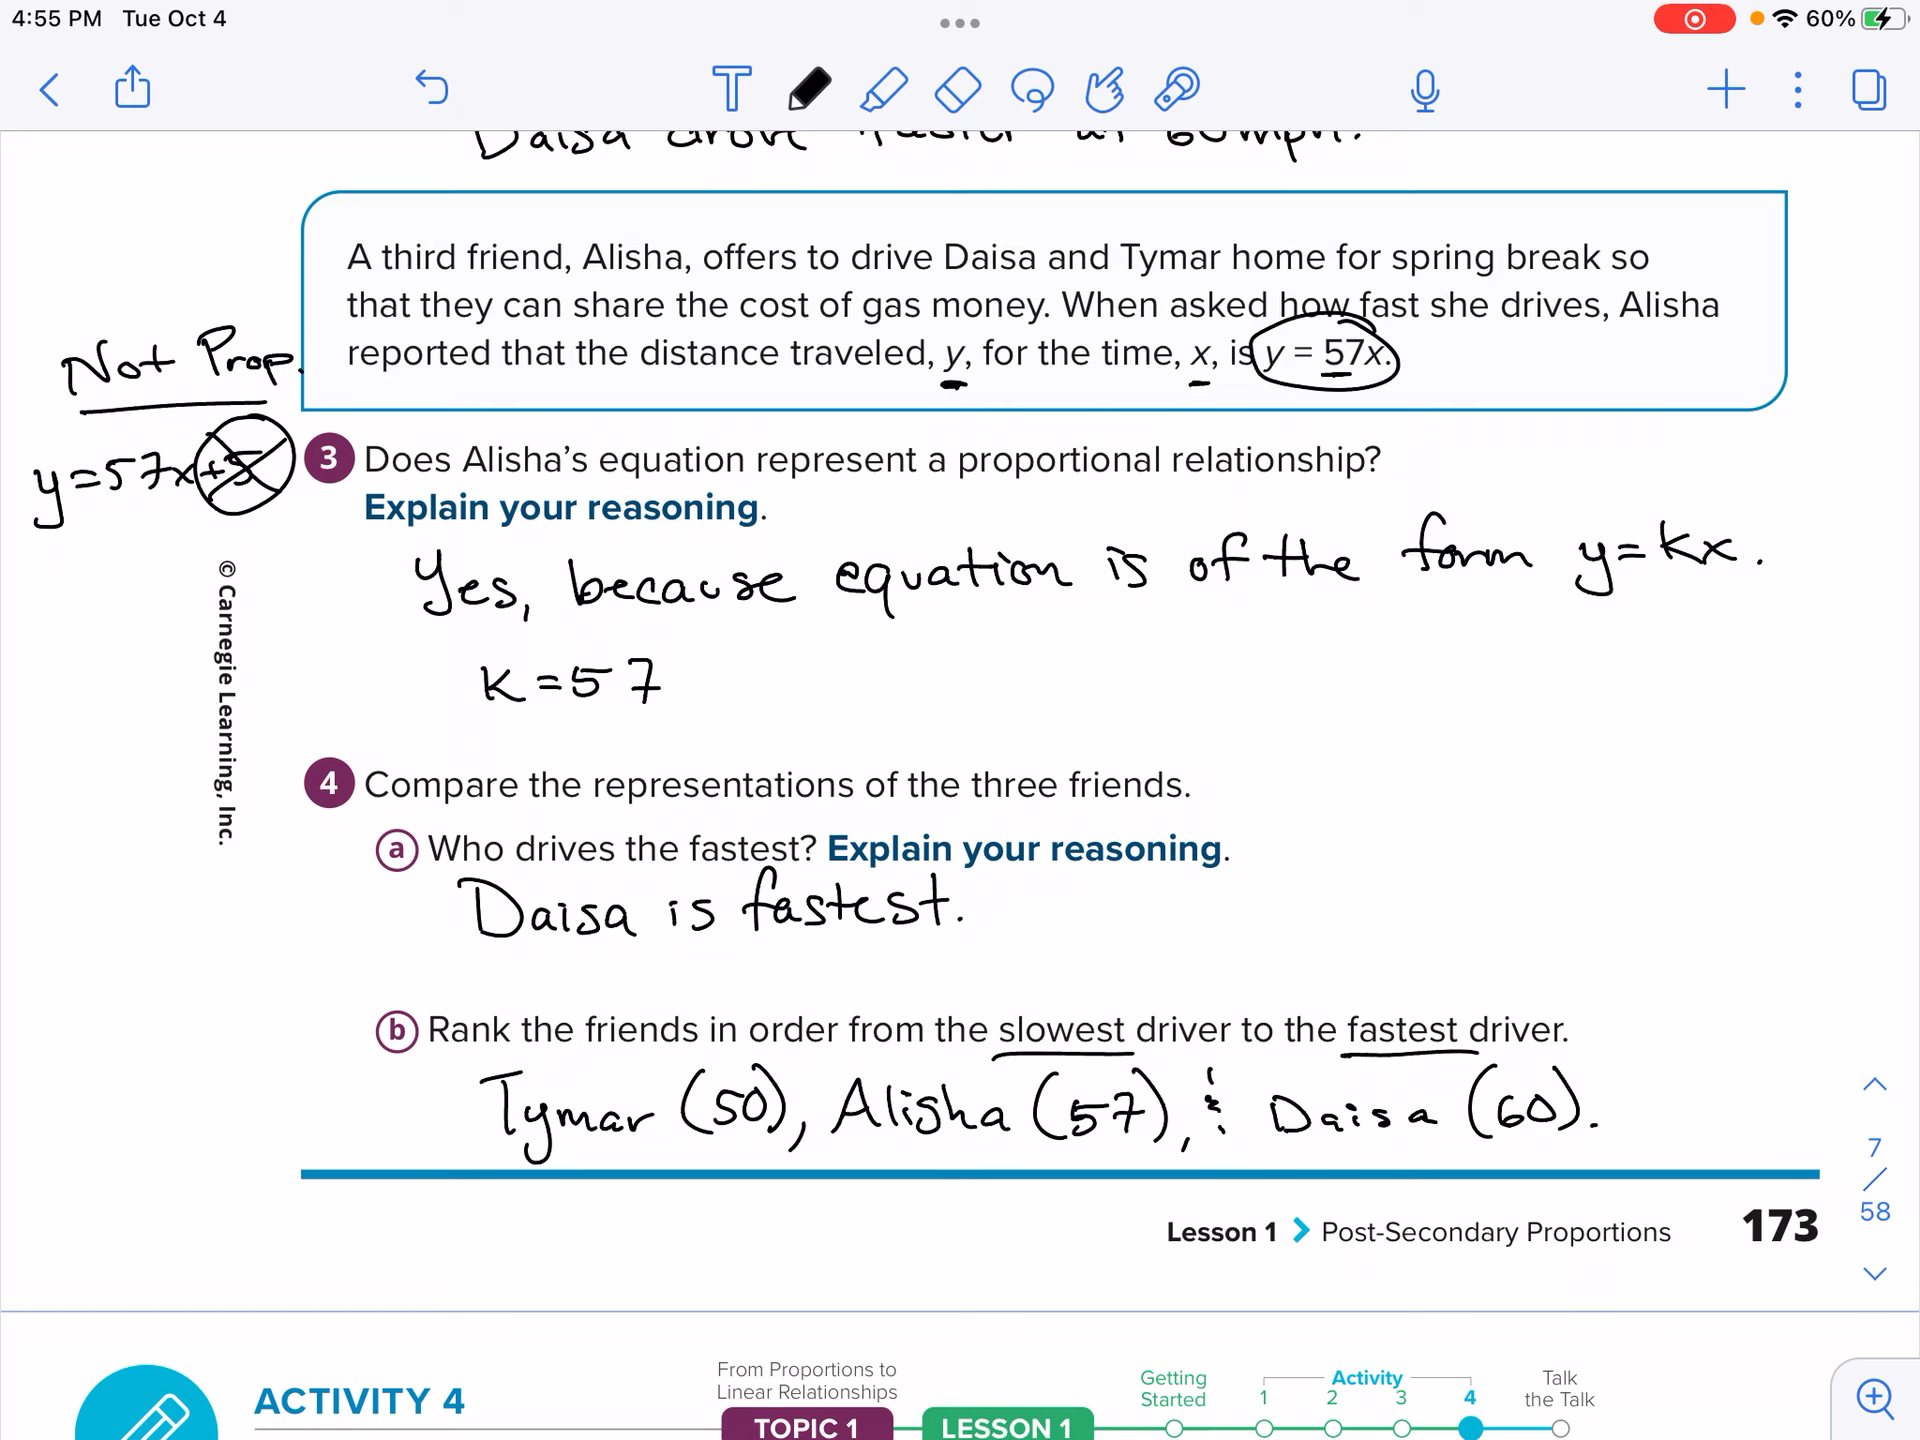 4:55 PM Tue Oct 4
60%
Daisa drove faster at 60mph.
A third friend, Alisha, offers to drive Daisa and Tymar home for spring break so
that they can share the cost of gas money. When asked how fast she drives, Alisha
reported that the distance traveled, y, for the time, x, is y = 57x.
Not Prop.
y=57x+5
3 Does Alisha's equation represent a proportional relationship?
Explain your reasoning.
Yes, because equation is of the form y=kx.
K=57
© Carnegie Learning, Inc.
4 Compare the representations of the three friends.
a Who drives the fastest? Explain your reasoning.
Daisa is fastest.
b Rank the friends in order from the slowest driver to the fastest driver.
Tymar (50), Alisha (57), & Daisa (60).
Lesson 1 > Post-Secondary Proportions 173
7
/
58
ACTIVITY 4
From Proportions to
Linear Relationships
TOPIC 1
LESSON 1
Getting
Started
Activity
1 2 3 4
Talk
the Talk